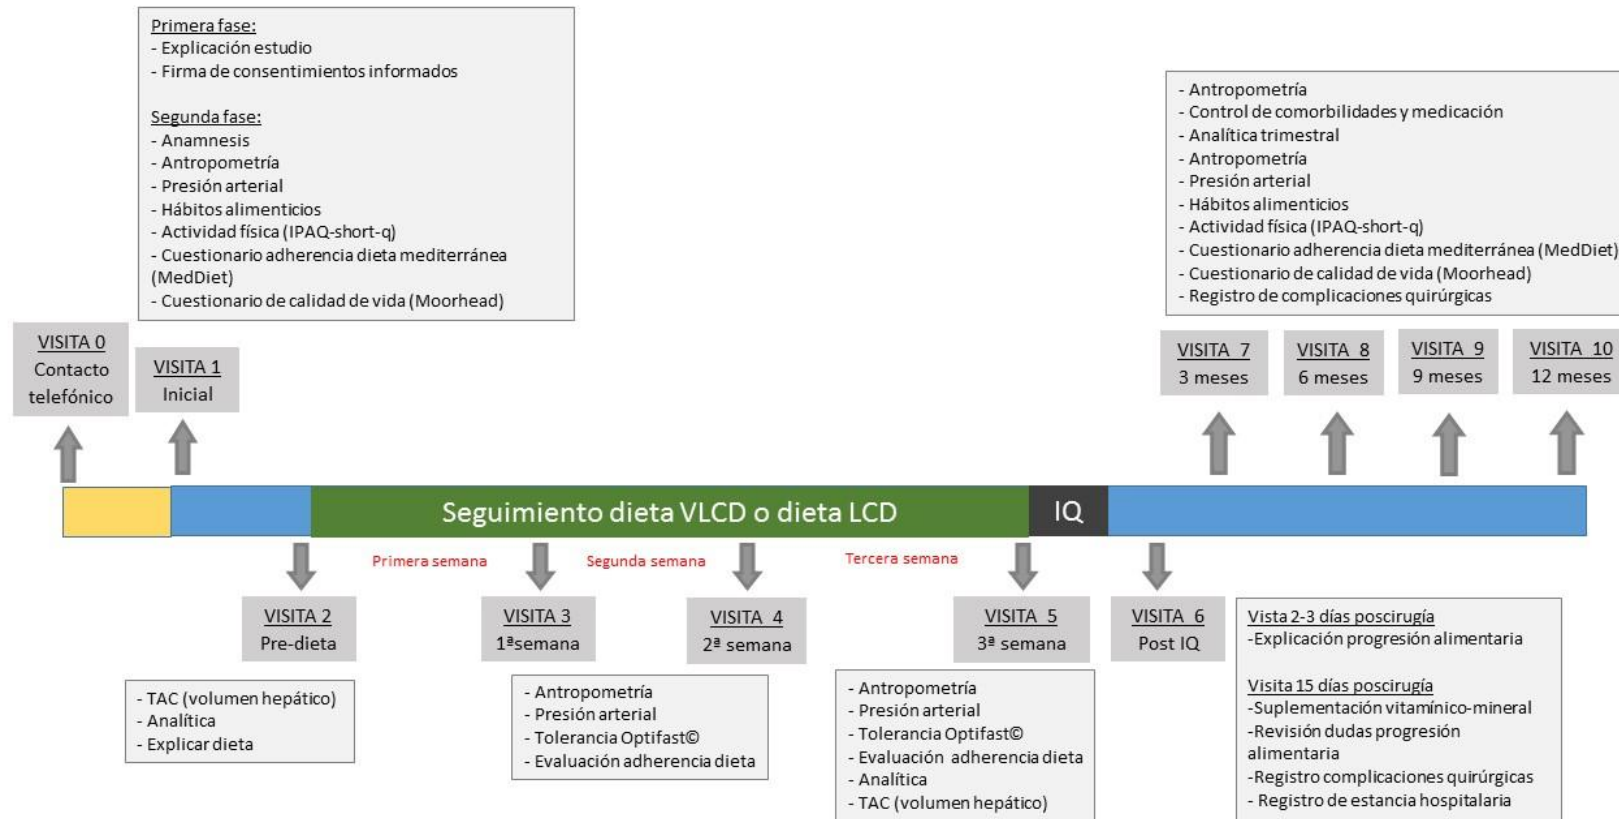 Primera fase:
- Explicación estudio
- Firma de consentimientos informados
Segunda fase:
- Anamnesis
- Antropometría
- Presión arterial
- Hábitos alimenticios
- Actividad física (IPAQ-short-q)
- Cuestionario adherencia dieta mediterránea
(MedDiet)
- Cuestionario de calidad de vida (Moorhead)
- Antropometría
- Control de comorbilidades y medicación
- Analítica trimestral
- Antropometría
- Presión arterial
- Hábitos alimenticios
- Actividad física (IPAQ-short-q)
- Cuestionario adherencia dieta mediterránea (MedDiet)
- Cuestionario de calidad de vida (Moorhead)
- Registro de complicaciones quirúrgicas
VISITA 0
Contacto
telefónico
VISITA 1
Inicial
VISITA 7
3 meses
VISITA 8
6 meses
VISITA 9
9 meses
VISITA 10
12 meses
Seguimiento dieta VLCD o dieta LCD
IQ
Primera semana
Segunda semana
Tercera semana
VISITA 2
Pre-dieta
VISITA 3
1ªsemana
VISITA 4
2ª semana
VISITA 5
3ª semana
VISITA 6
Post IQ
- TAC (volumen hepático)
- Analítica
- Explicar dieta
- Antropometría
- Presión arterial
- Tolerancia Optifast©
- Evaluación adherencia dieta
- Antropometría
- Presión arterial
- Tolerancia Optifast©
- Evaluación adherencia dieta
- Analítica
- TAC (volumen hepático)
Vista 2-3 días poscirugía
-Explicación progresión alimentaria
Visita 15 días poscirugía
-Suplementación vitamínico-mineral
-Revisión dudas progresión
alimentaria
-Registro complicaciones quirúrgicas
- Registro de estancia hospitalaria